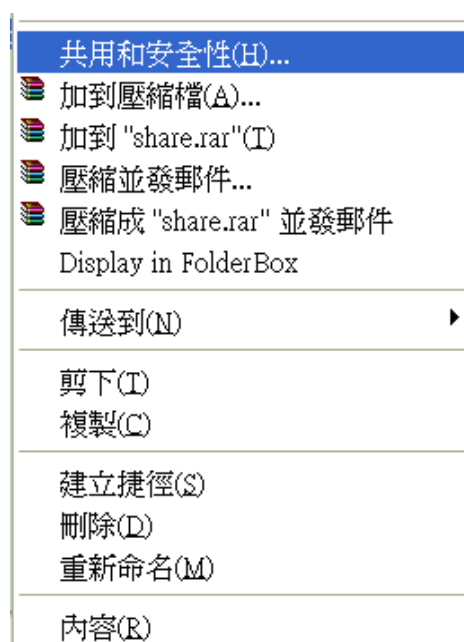 共用和安全性(H)...
加到壓縮檔(A)...
加到 "share.rar"(T)
壓縮並發郵件...
壓縮成 "share.rar" 並發郵件
Display in FolderBox
傳送到(N)
剪下(T)
複製(C)
建立捷徑(S)
刪除(D)
重新命名(M)
內容(R)